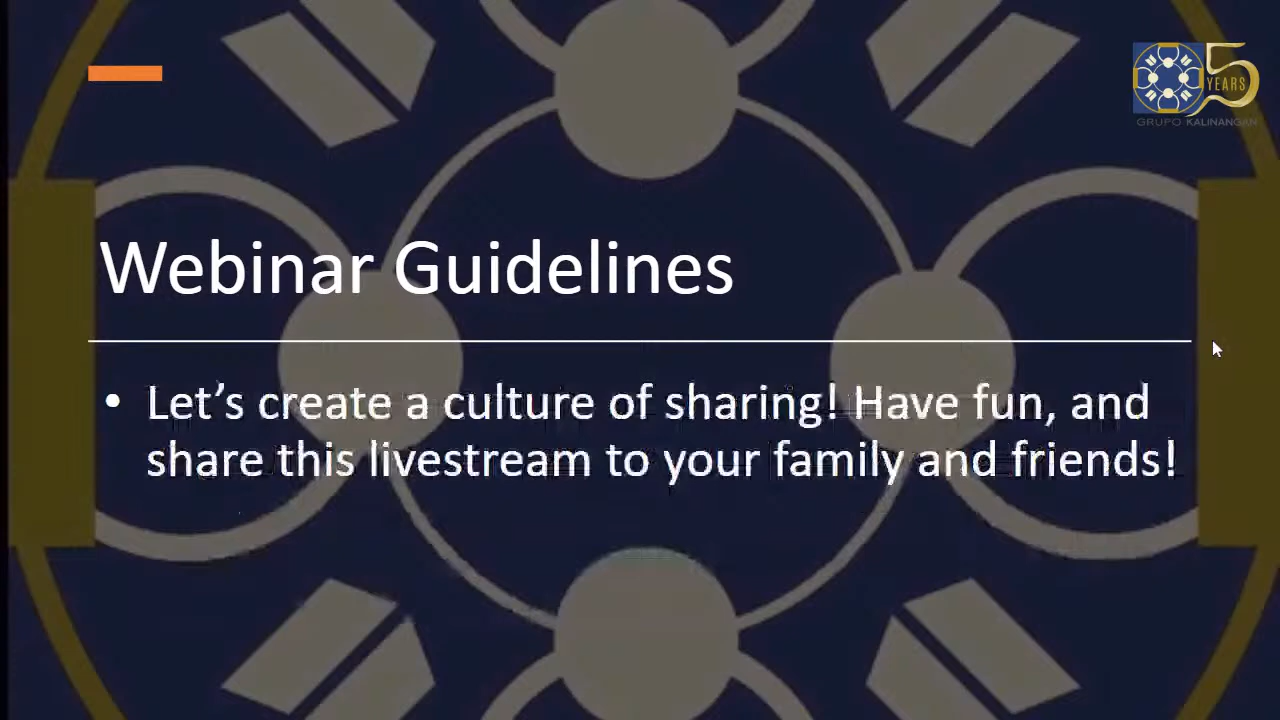 5 YEARS
GRUPO KALINANGAN
Webinar Guidelines
• Let’s create a culture of sharing! Have fun, and
share this livestream to your family and friends!